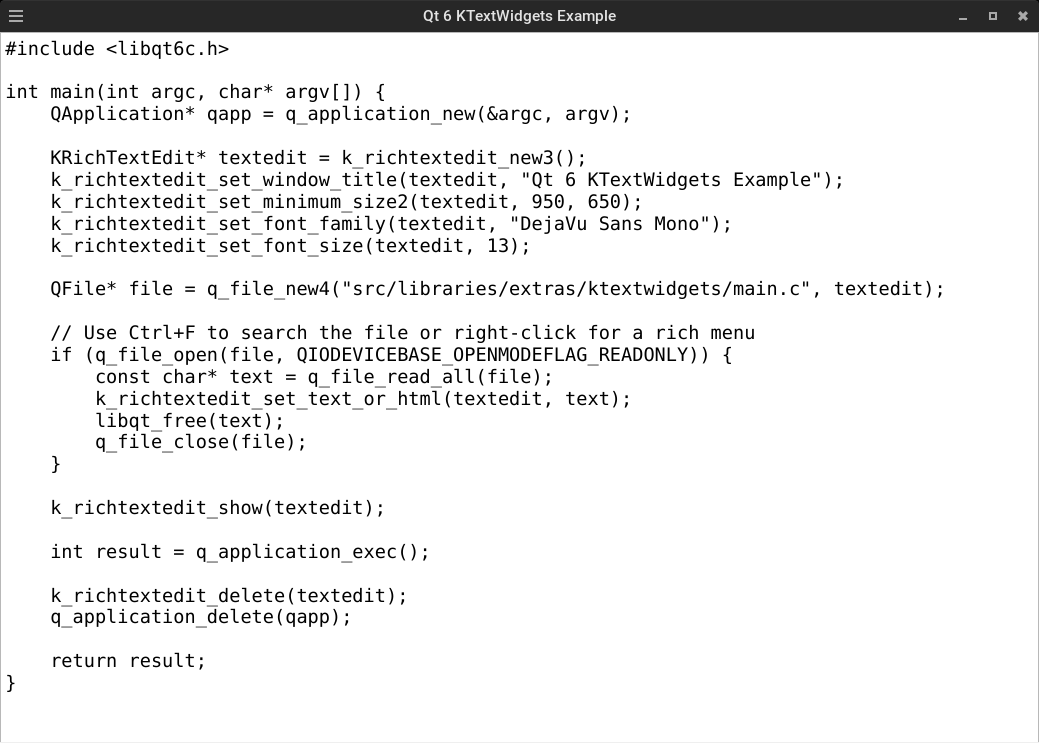 Qt 6 KTextWidgets Example
#include <libqt6c.h>
int main(int argc, char* argv[]) {
    QApplication* qapp = q_application_new(&argc, argv);
    KRichTextEdit* textedit = k_richtextedit_new3();
    k_richtextedit_set_window_title(textedit, "Qt 6 KTextWidgets Example");
    k_richtextedit_set_minimum_size2(textedit, 950, 650);
    k_richtextedit_set_font_family(textedit, "DejaVu Sans Mono");
    k_richtextedit_set_font_size(textedit, 13);
    QFile* file = q_file_new4("src/libraries/extras/ktextwidgets/main.c", textedit);
    // Use Ctrl+F to search the file or right-click for a rich menu
    if (q_file_open(file, QIODEVICEBASE_OPENMODEFLAG_READONLY)) {
        const char* text = q_file_read_all(file);
        k_richtextedit_set_text_or_html(textedit, text);
        libqt_free(text);
        q_file_close(file);
    }
    k_richtextedit_show(textedit);
    int result = q_application_exec();
    k_richtextedit_delete(textedit);
    q_application_delete(qapp);
    return result;
}